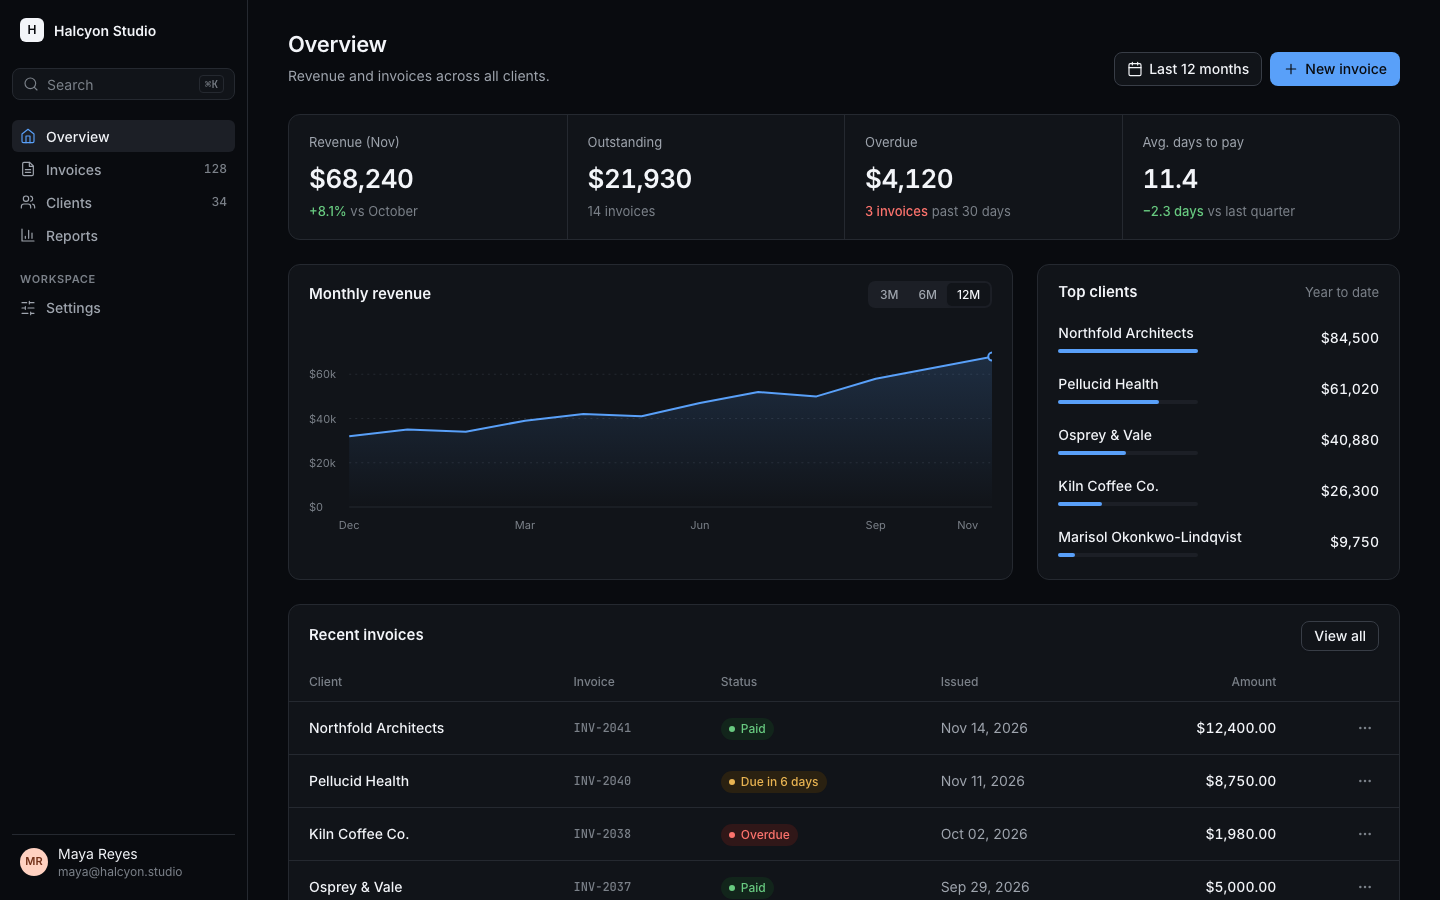 H Halcyon Studio
Search ⌘K
Overview
Invoices 128
Clients 34
Reports
WORKSPACE
Settings
MR Maya Reyes
maya@halcyon.studio
Overview
Revenue and invoices across all clients.
Last 12 months
New invoice
Revenue (Nov)
$68,240
+8.1% vs October
Outstanding
$21,930
14 invoices
Overdue
$4,120
3 invoices past 30 days
Avg. days to pay
11.4
−2.3 days vs last quarter
Monthly revenue
3M 6M 12M
$60k
$40k
$20k
$0
Dec Mar Jun Sep Nov
Top clients Year to date
Northfold Architects $84,500
Pellucid Health $61,020
Osprey & Vale $40,880
Kiln Coffee Co. $26,300
Marisol Okonkwo-Lindqvist $9,750
Recent invoices View all
Client Invoice Status Issued Amount
Northfold Architects INV-2041 Paid Nov 14, 2026 $12,400.00
Pellucid Health INV-2040 Due in 6 days Nov 11, 2026 $8,750.00
Kiln Coffee Co. INV-2038 Overdue Oct 02, 2026 $1,980.00
Osprey & Vale INV-2037 Paid Sep 29, 2026 $5,000.00